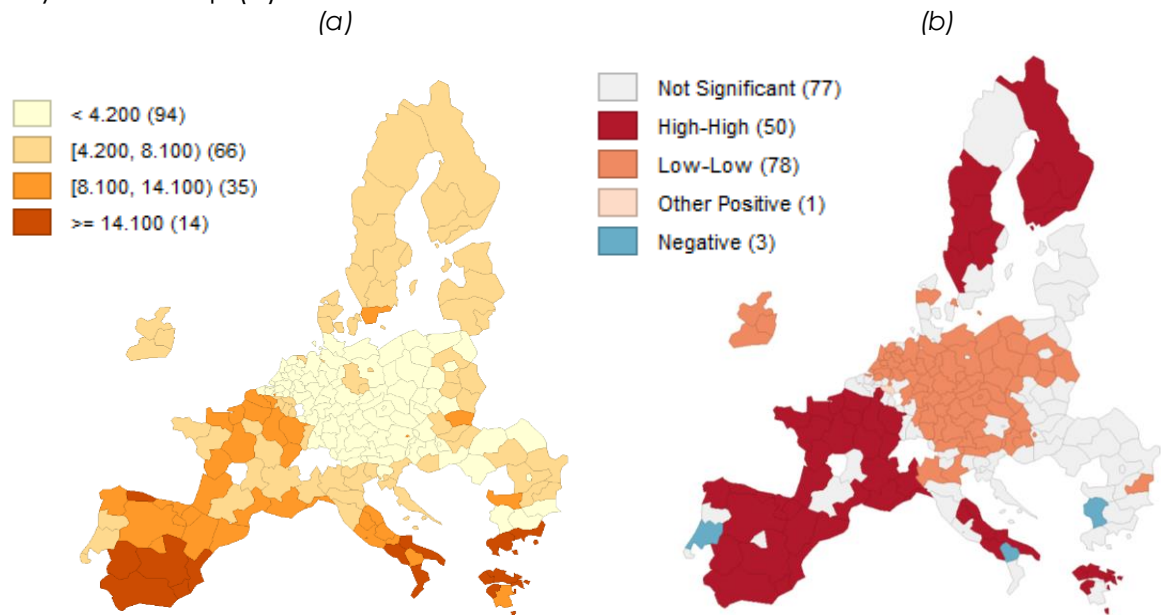 (a)
(b)
< 4.200 (94)
[4.200, 8.100) (66)
[8.100, 14.100) (35)
>= 14.100 (14)
Not Significant (77)
High-High (50)
Low-Low (78)
Other Positive (1)
Negative (3)